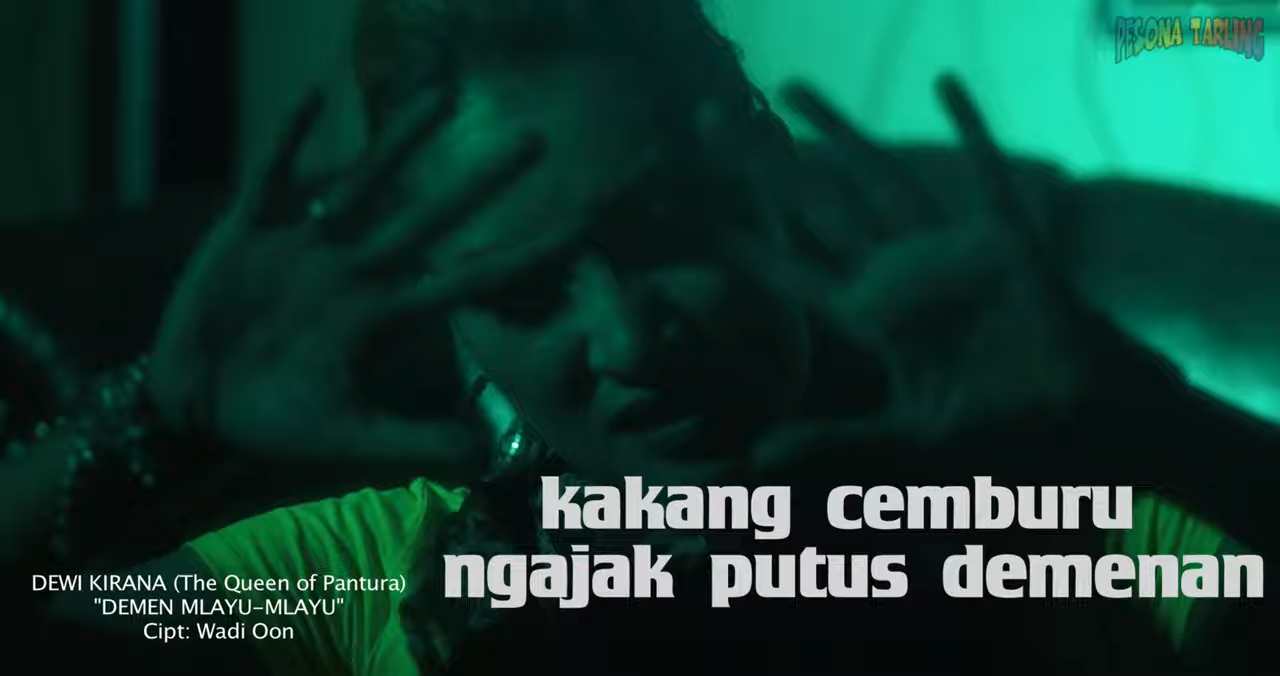 PESONA TARLING
kakang cemburu
ngajak putus demenan
DEWI KIRANA (The Queen of Pantura)
"DEMEN MLAYU-MLAYU"
Cipt: Wadi Oon